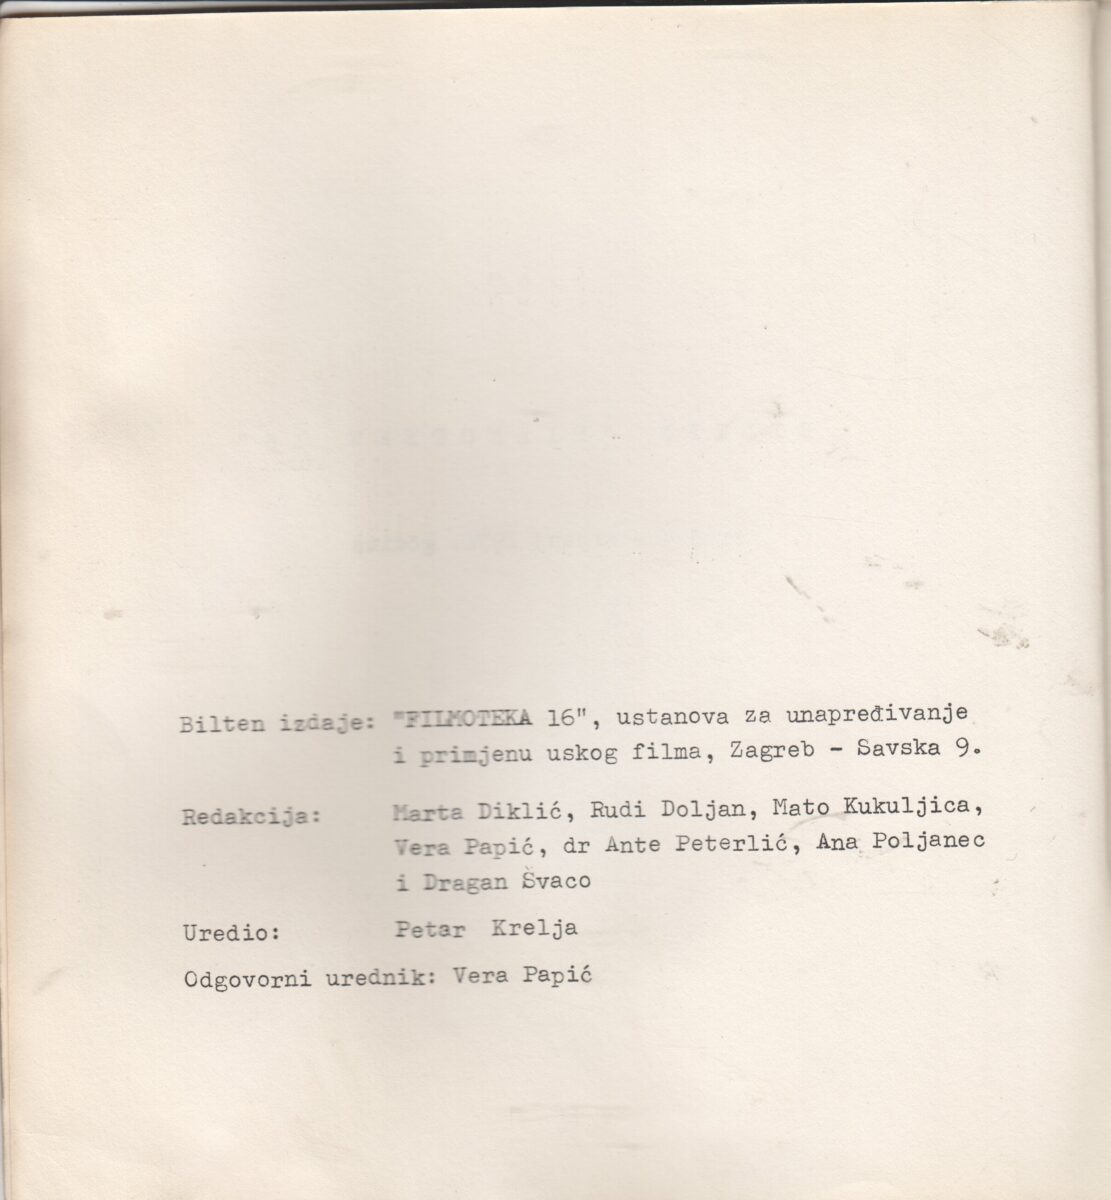 Bilten izdaje: "FILMOTEKA 16", ustanova za unapređivanje
i primjenu uskog filma, Zagreb - Savska 9.
Redakcija: Marta Diklić, Rudi Doljan, Mato Kukuljica,
Vera Papić, dr Ante Peterlić, Ana Poljanec
i Dragan Švaco
Uredio: Petar Krelja
Odgovorni urednik: Vera Papić